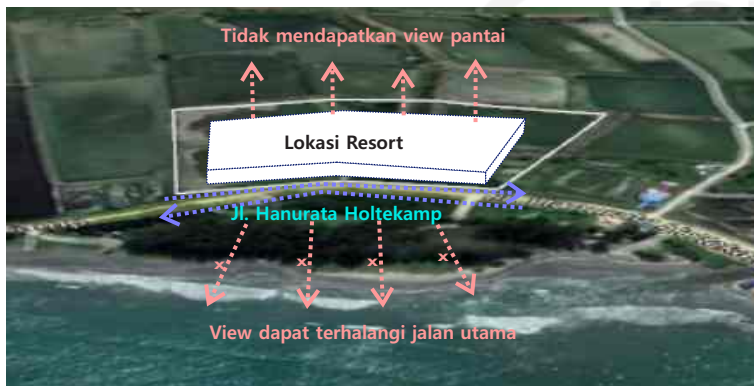 Tidak mendapatkan view pantai
Lokasi Resort
Jl. Hanurata Holtekamp
x x x x
View dapat terhalangi jalan utama